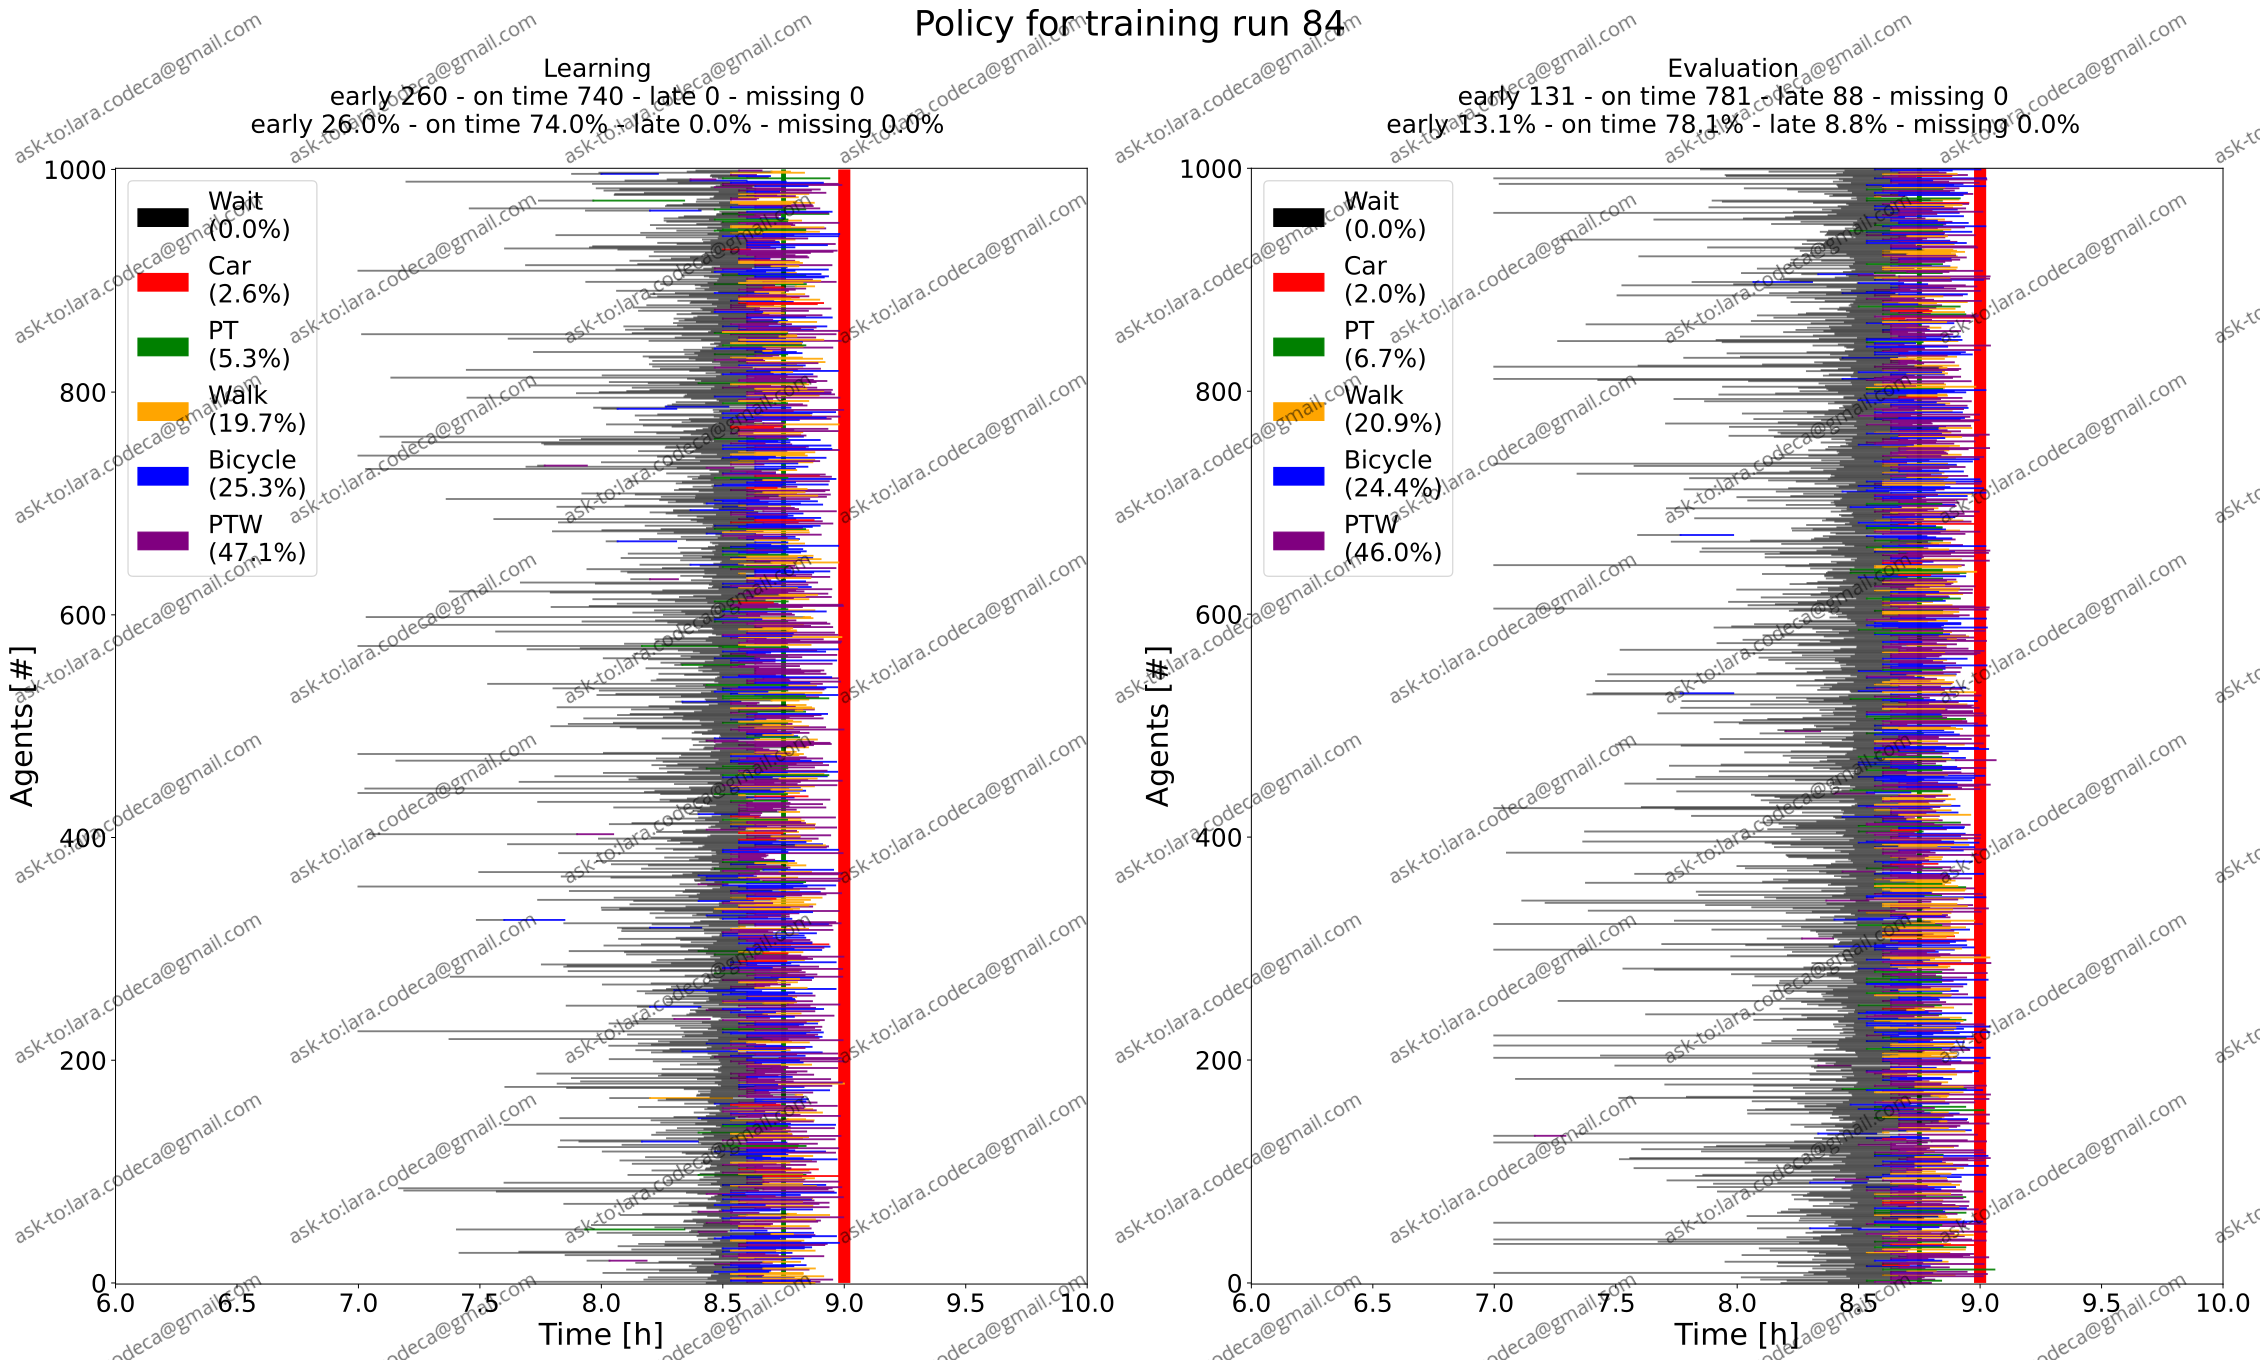 Policy for training run 84
Learning
early 260 - on time 740 - late 0 - missing 0
early 26.0% - on time 74.0% - late 0.0% - missing 0.0%
Agents [#]
1000
800
600
400
200
0
Wait
(0.0%)
Car
(2.6%)
PT
(5.3%)
Walk
(19.7%)
Bicycle
(25.3%)
PTW
(47.1%)
6.0 6.5 7.0 7.5 8.0 8.5 9.0 9.5 10.0
Time [h]
Evaluation
early 131 - on time 781 - late 88 - missing 0
early 13.1% - on time 78.1% - late 8.8% - missing 0.0%
Agents [#]
1000
800
600
400
200
0
Wait
(0.0%)
Car
(2.0%)
PT
(6.7%)
Walk
(20.9%)
Bicycle
(24.4%)
PTW
(46.0%)
6.0 6.5 7.0 7.5 8.0 8.5 9.0 9.5 10.0
Time [h]
ask-to:lara.codeca@gmail.com